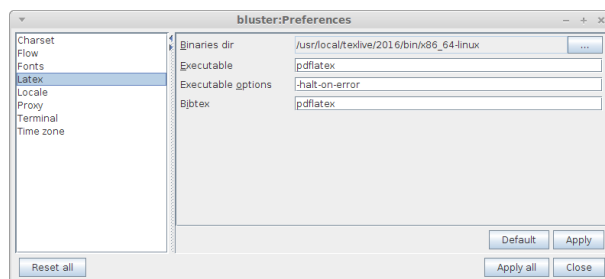 bluster:Preferences
Charset
Flow
Fonts
Latex
Locale
Proxy
Terminal
Time zone
Binaries dir /usr/local/texlive/2016/bin/x86_64-linux ...
Executable pdflatex
Executable options -halt-on-error
Bibtex pdflatex
Default Apply
Reset all Apply all Close